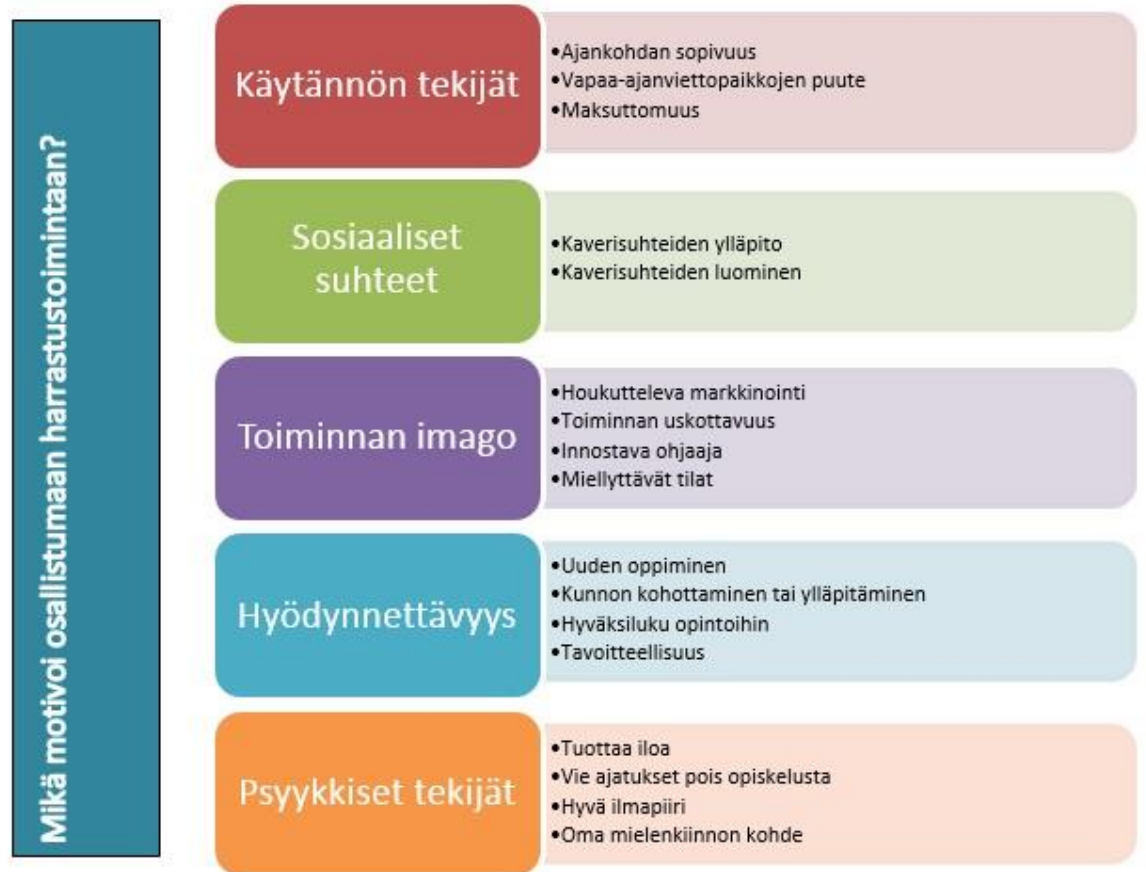 Mikä motivoi osallistumaan harrastustoimintaan?
Käytännön tekijät
•Ajankohdan sopivuus
•Vapaa-ajanviettopaikkojen puute
•Maksuttomuus
Sosiaaliset
suhteet
•Kaverisuhteiden ylläpito
•Kaverisuhteiden luominen
Toiminnan imago
•Houkutteleva markkinointi
•Toiminnan uskottavuus
•Innostava ohjaaja
•Miellyttävät tilat
Hyödynnettävyys
•Uuden oppiminen
•Kunnon kohottaminen tai ylläpitäminen
•Hyväksiluku opintoihin
•Tavoitteellisuus
Psyykkiset tekijät
•Tuottaa iloa
•Vie ajatukset pois opiskelusta
•Hyvä ilmapiiri
•Oma mielenkiinnon kohde